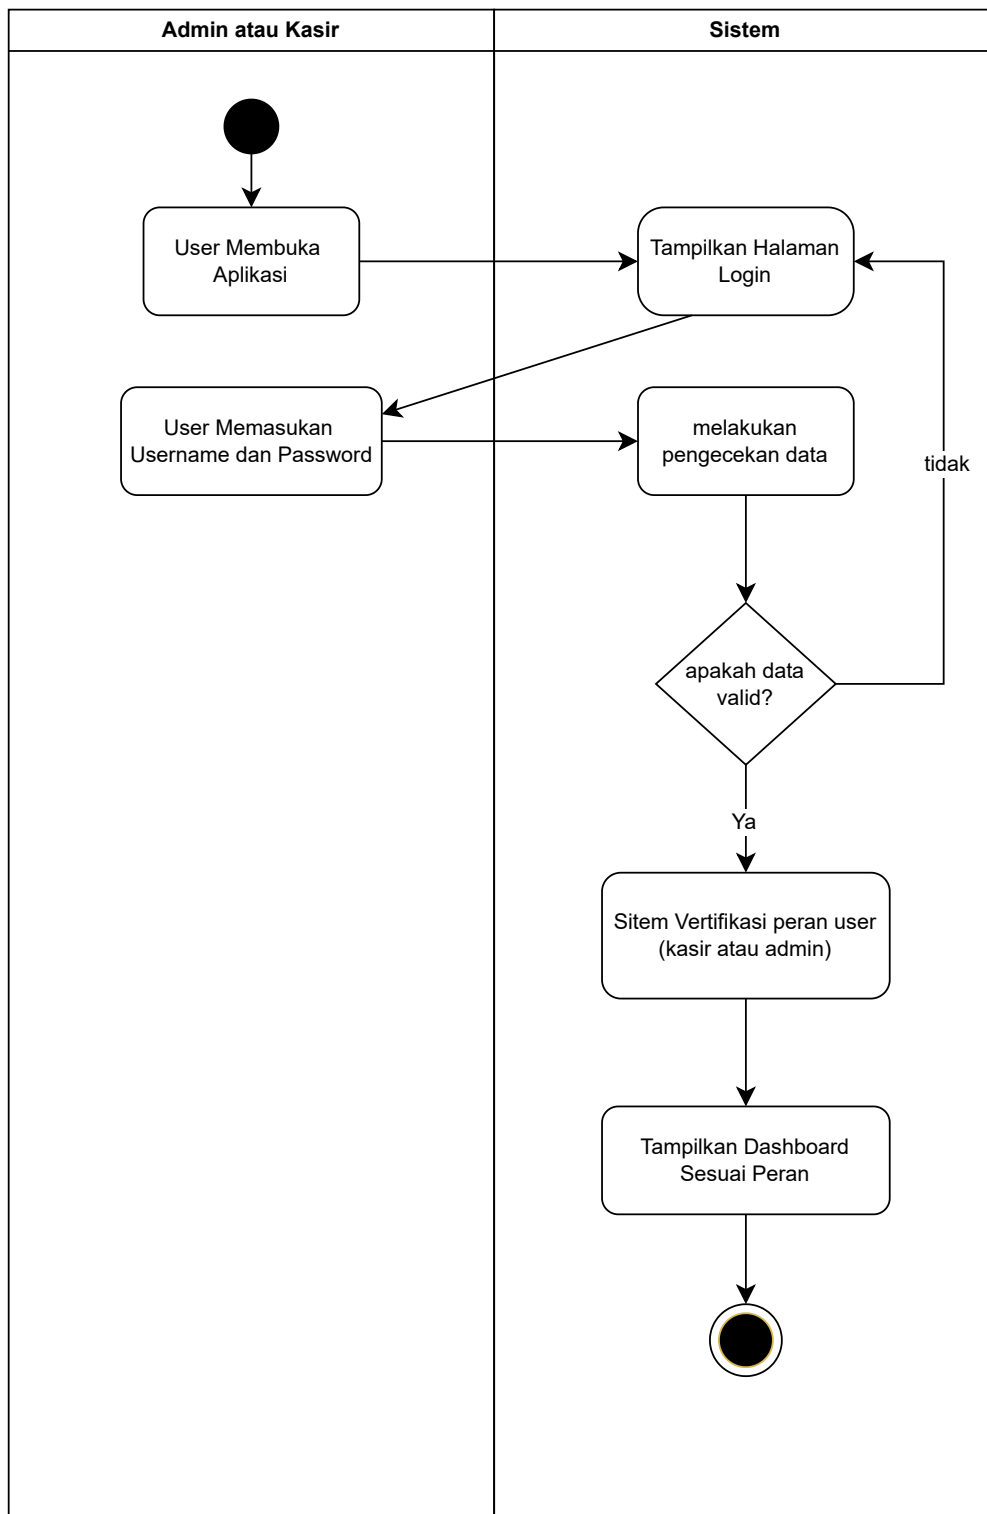 Admin atau Kasir
Sistem
User Membuka
Aplikasi
Tampilkan Halaman
Login
User Memasukan
Username dan Password
melakukan
pengecekan data
tidak
apakah data
valid?
Ya
Sitem Vertifikasi peran user
(kasir atau admin)
Tampilkan Dashboard
Sesuai Peran